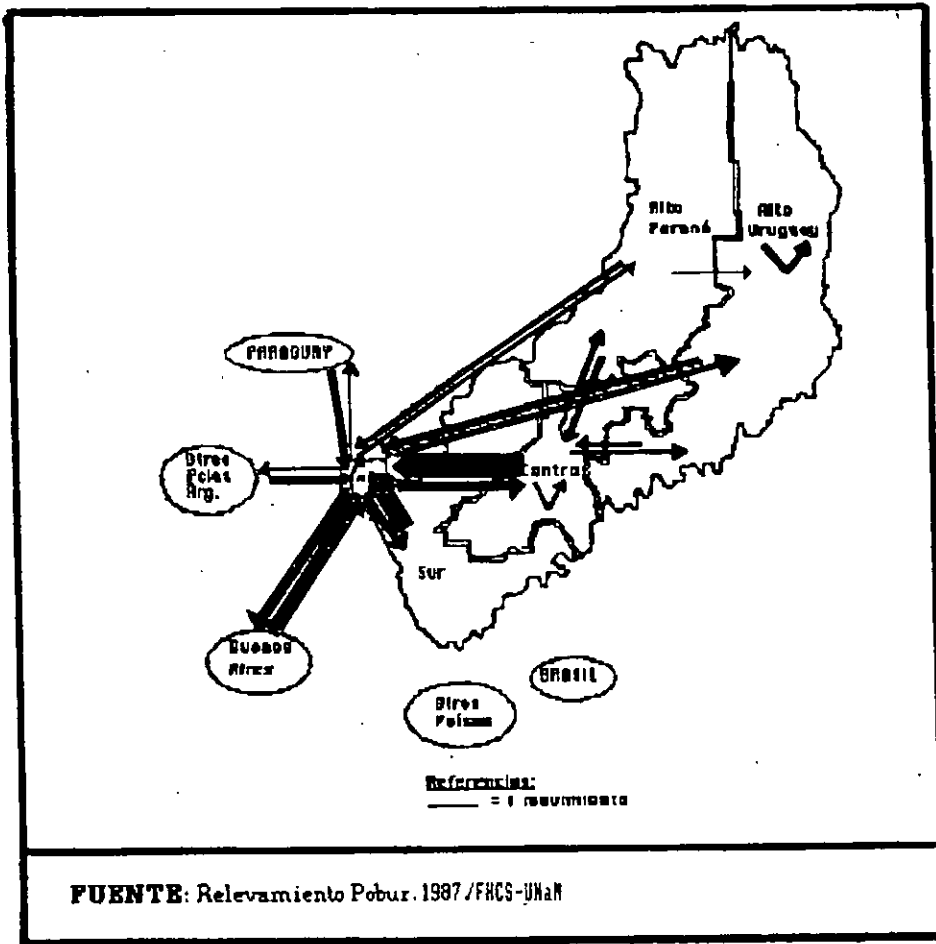 Alto
Paraná
Alto
Uruguay
PARAGUAY
Otros
Pcias
Arg.
Centro
Sur
Buenos
Aires
BRASIL
Otros
Países
Referencias:
= 1 movimiento
FUENTE: Relevamiento Pobur. 1987/FHCS-UNaM